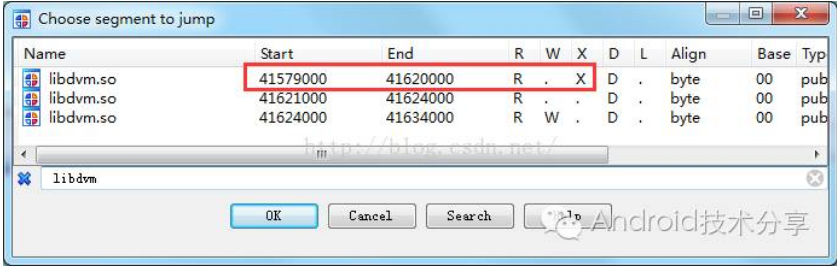 Choose segment to jump
Name Start End R W X D L Align Base Typ
libdvm.so 41579000 41620000 R . X D . byte 00 pub
libdvm.so 41621000 41624000 R . . D . byte 00 pub
libdvm.so 41624000 41634000 R W . D . byte 00 pub
http://blog.csdn.net/
libdvm
OK Cancel Search Help
Android技术分享